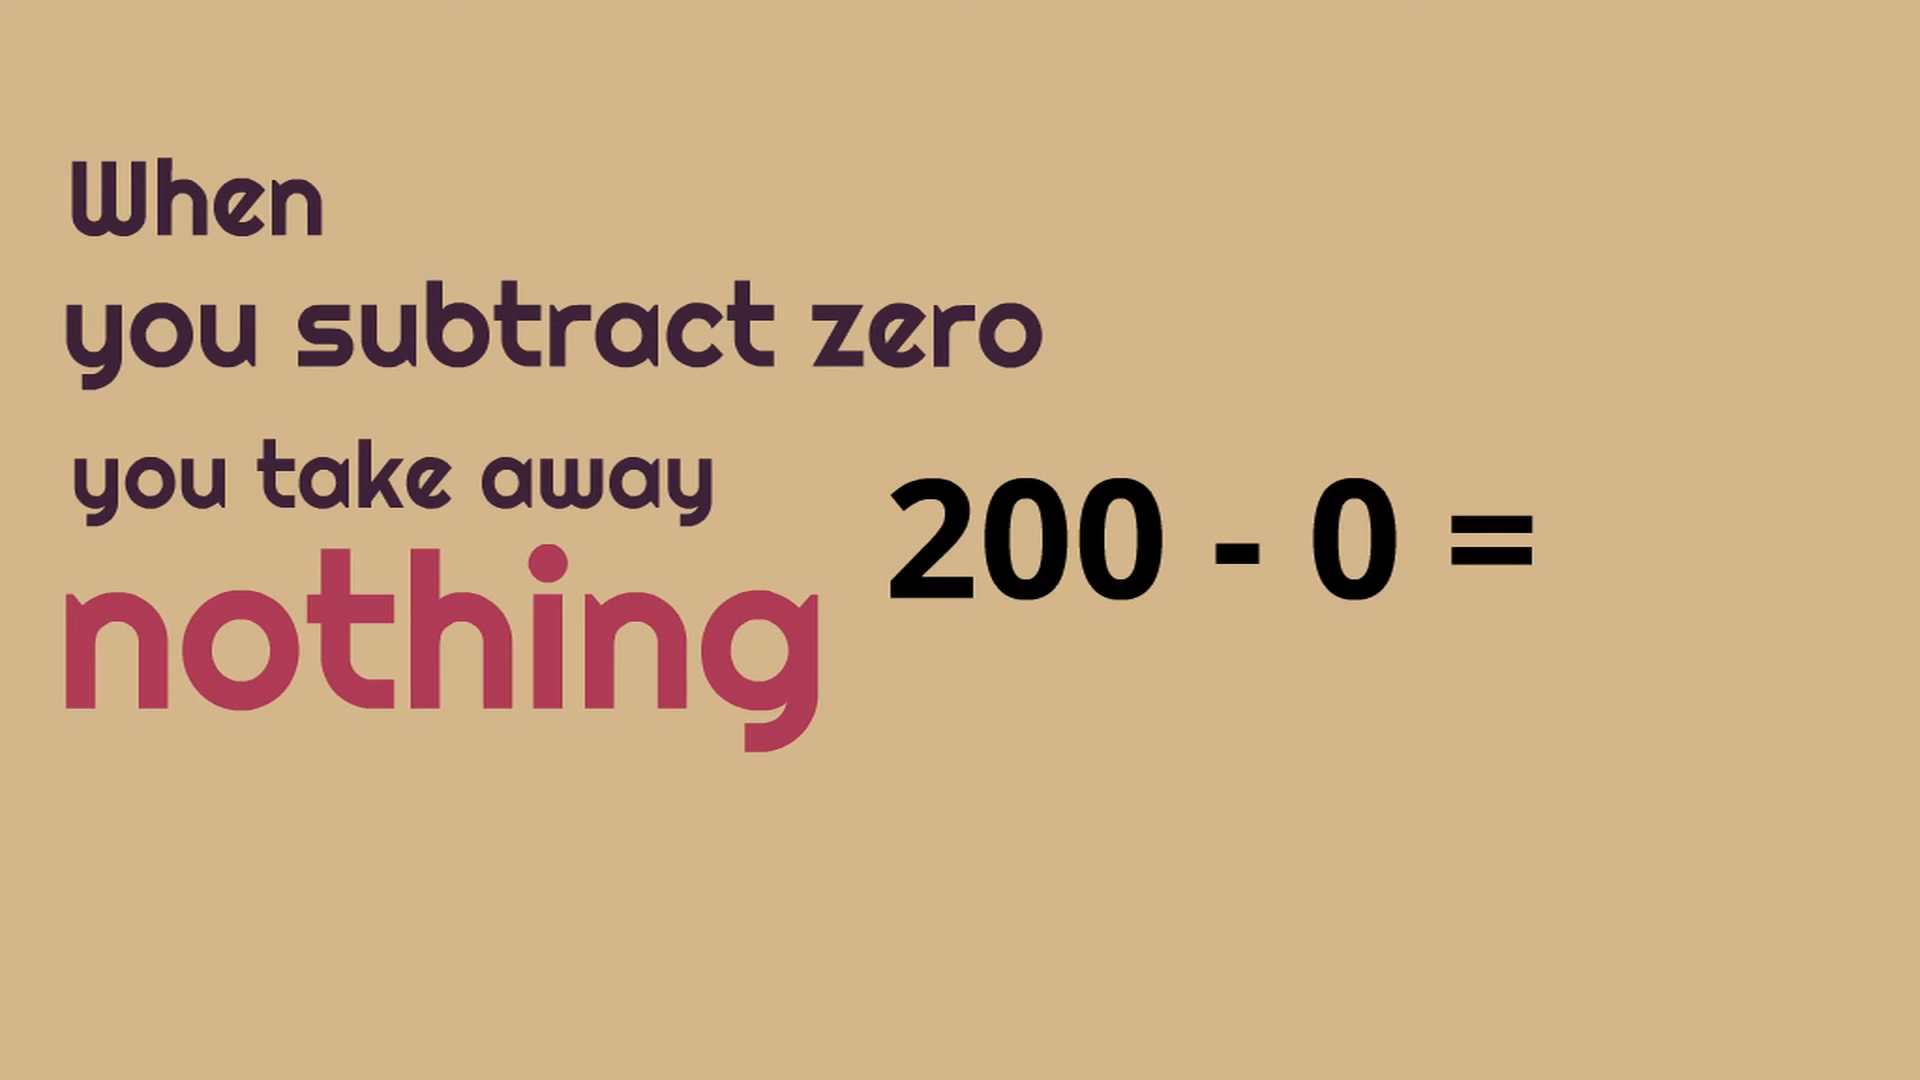 When
you subtract zero
you take away
nothing
200 - 0 =